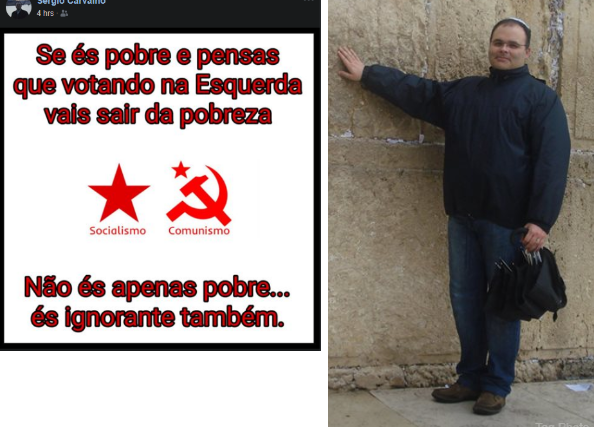 Sérgio Carvalho
4 hrs
Se és pobre e pensas
que votando na Esquerda
vais sair da pobreza
Socialismo
Comunismo
Não és apenas pobre...
és ignorante também.